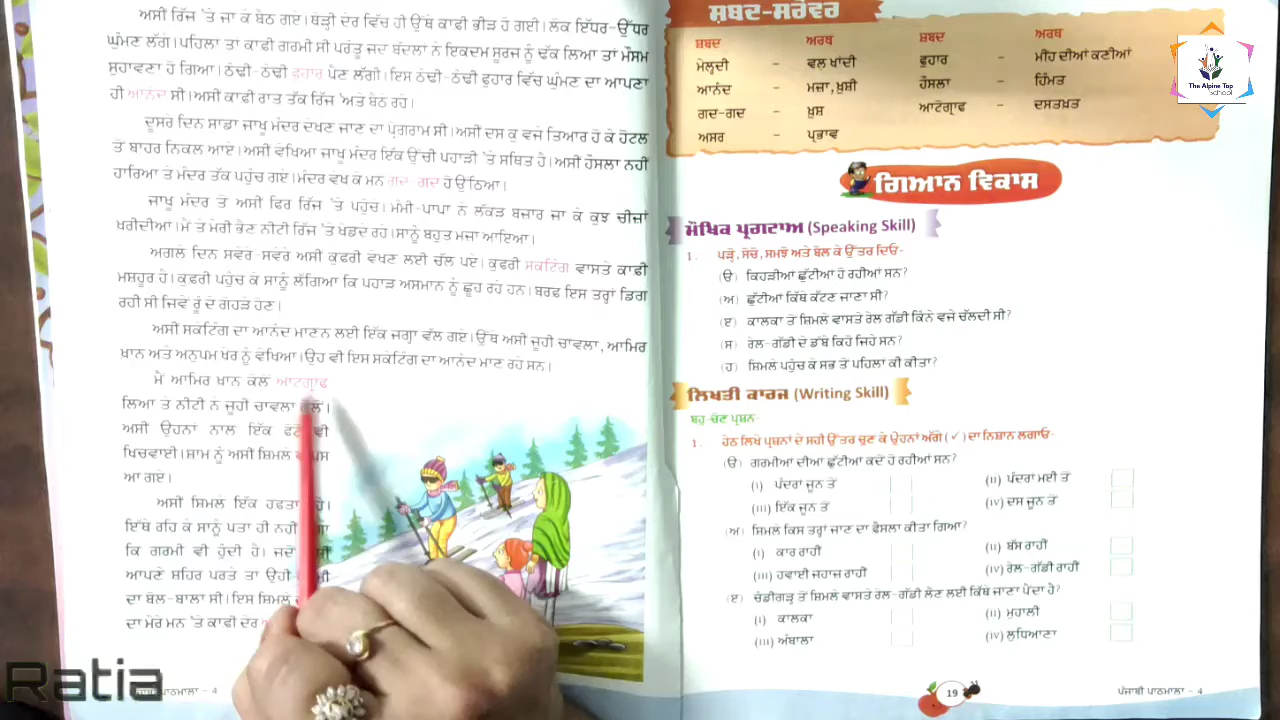 ਅਸੀਂ ਰਿੱਜ 'ਤੇ ਜਾ ਕੇ ਬੈਠ ਗਏ। ਥੋੜ੍ਹੀ ਦੇਰ ਵਿੱਚ ਹੀ ਉੱਥੇ ਕਾਫੀ ਭੀੜ ਹੋ ਗਈ। ਲੋਕ ਇੱਧਰ-ਉੱਧਰ
ਘੁੰਮਣ ਲੱਗੇ। ਪਹਿਲਾਂ ਤਾਂ ਕਾਫੀ ਗਰਮੀ ਸੀ ਪਰੰਤੂ ਜਦ ਬੱਦਲਾਂ ਨੇ ਇਕਦਮ ਸੂਰਜ ਨੂੰ ਢੱਕ ਲਿਆ ਤਾਂ ਮੌਸਮ
ਸੁਹਾਵਣਾ ਹੋ ਗਿਆ। ਠੰਢੀ-ਠੰਢੀ ਫੁਹਾਰ ਪੈਣ ਲੱਗੀ। ਇਸ ਠੰਢੀ-ਠੰਢੀ ਫੁਹਾਰ ਵਿੱਚ ਘੁੰਮਣ ਦਾ ਆਪਣਾ
ਹੀ ਆਨੰਦ ਸੀ। ਅਸੀਂ ਕਾਫੀ ਰਾਤ ਤੱਕ ਰਿੱਜ 'ਅਤੇ ਬੈਠੇ ਰਹੇ।
ਦੂਸਰੇ ਦਿਨ ਸਾਡਾ ਜਾਖੂ ਮੰਦਰ ਦੇਖਣ ਜਾਣ ਦਾ ਪ੍ਰੋਗਰਾਮ ਸੀ। ਅਸੀਂ ਦਸ ਕੁ ਵਜੇ ਤਿਆਰ ਹੋ ਕੇ ਹੋਟਲ
ਤੋਂ ਬਾਹਰ ਨਿਕਲ ਆਏ। ਅਸੀਂ ਵੇਖਿਆ ਜਾਖੂ ਮੰਦਰ ਇੱਕ ਉੱਚੀ ਪਹਾੜੀ 'ਤੇ ਸਥਿਤ ਹੈ। ਅਸੀਂ ਹੌਂਸਲਾ ਨਹੀਂ
ਹਾਰਿਆ ਤੇ ਮੰਦਰ ਤੱਕ ਪਹੁੰਚ ਗਏ। ਮੰਦਰ ਵੇਖ ਕੇ ਮਨ ਗਦ-ਗਦ ਹੋ ਉੱਠਿਆ।
ਜਾਖੂ ਮੰਦਰ ਤੋਂ ਅਸੀਂ ਫਿਰ ਰਿੱਜ 'ਤੇ ਪਹੁੰਚੇ। ਮੰਮੀ-ਪਾਪਾ ਨੇ ਲੱਕੜ ਬਜ਼ਾਰ ਜਾ ਕੇ ਕੁਝ ਚੀਜ਼ਾਂ
ਖਰੀਦੀਆਂ। ਮੈਂ ਤੇ ਮੇਰੀ ਭੈਣ ਨੀਟੀ ਰਿੱਜ 'ਤੇ ਖੇਡਦੇ ਰਹੇ। ਸਾਨੂੰ ਬਹੁਤ ਮਜ਼ਾ ਆਇਆ।
ਅਗਲੇ ਦਿਨ ਸਵੇਰੇ-ਸਵੇਰੇ ਅਸੀਂ ਕੁਫਰੀ ਵੇਖਣ ਲਈ ਚੱਲ ਪਏ। ਕੁਫਰੀ ਸਕੇਟਿੰਗ ਵਾਸਤੇ ਕਾਫੀ
ਮਸ਼ਹੂਰ ਹੈ। ਕੁਫਰੀ ਪਹੁੰਚ ਕੇ ਸਾਨੂੰ ਲੱਗਿਆ ਕਿ ਪਹਾੜ ਅਸਮਾਨ ਨੂੰ ਛੂਹ ਰਹੇ ਹਨ। ਬਰਫ ਇਸ ਤਰ੍ਹਾਂ ਡਿਗ
ਰਹੀ ਸੀ ਜਿਵੇਂ ਰੂੰ ਦੇ ਗੋਹੜੇ ਹੋਣ।
ਅਸੀਂ ਸਕੇਟਿੰਗ ਦਾ ਆਨੰਦ ਮਾਣਨ ਲਈ ਇੱਕ ਜਗ੍ਹਾ ਵੱਲ ਗਏ। ਉੱਥੇ ਅਸੀਂ ਜੂਹੀ ਚਾਵਲਾ, ਆਮਿਰ
ਖਾਨ ਅਤੇ ਅਨੁਪਮ ਖੇਰ ਨੂੰ ਵੇਖਿਆ। ਉਹ ਵੀ ਇਸ ਸਕੇਟਿੰਗ ਦਾ ਆਨੰਦ ਮਾਣ ਰਹੇ ਸਨ।
ਮੈਂ ਆਮਿਰ ਖਾਨ ਕੋਲੋਂ ਆਟੋਗ੍ਰਾਫ
ਲਿਆ ਤੇ ਨੀਟੀ ਨੇ ਜੂਹੀ ਚਾਵਲਾ ਕੋਲੋਂ।
ਅਸੀਂ ਉਹਨਾਂ ਨਾਲ ਇੱਕ ਫੋਟੋ ਵੀ
ਖਿਚਵਾਈ। ਸ਼ਾਮ ਨੂੰ ਅਸੀਂ ਸ਼ਿਮਲੇ
ਆ ਗਏ।
ਅਸੀਂ ਸ਼ਿਮਲੇ ਇੱਕ ਹਫਤਾ
ਇੱਥੇ ਰਹਿ ਕੇ ਸਾਨੂੰ ਪਤਾ ਹੀ ਨਹੀਂ
ਕਿ ਗਰਮੀ ਵੀ ਹੁੰਦੀ ਹੈ। ਜਦੋਂ
ਆਪਣੇ ਸ਼ਹਿਰ ਪਰਤੇ ਤਾਂ ਉਹੀ
ਦਾ ਬੋਲ-ਬਾਲਾ ਸੀ। ਇਸ ਸ਼ਿਮਲੇ
ਦਾ ਮੇਰੇ ਮਨ 'ਤੇ ਕਾਫੀ ਦੇਰ
ਪਾਠਮਾਲਾ - 4
ਸ਼ਬਦ-ਸਰੋਵਰ
ਸ਼ਬਦ ਅਰਥ ਸ਼ਬਦ ਅਰਥ
ਮੇਲ੍ਹਦੀ - ਵਲ੍ਹ ਖਾਂਦੀ ਫੁਹਾਰ - ਮੀਂਹ ਦੀਆਂ ਕਣੀਆਂ
ਆਨੰਦ - ਮਜ਼ਾ, ਖ਼ੁਸ਼ੀ ਹੌਂਸਲਾ - ਹਿੰਮਤ
ਗਦ-ਗਦ - ਖ਼ੁਸ਼ ਆਟੋਗ੍ਰਾਫ - ਦਸਤਖ਼ਤ
ਅਸਰ - ਪ੍ਰਭਾਵ
The Alpine Top
School
ਗਿਆਨ ਵਿਕਾਸ
ਮੌਖਿਕ ਪ੍ਰਗਟਾਅ (Speaking Skill)
1. ਪੜ੍ਹੋ, ਸੋਚੋ, ਸਮਝੋ ਅਤੇ ਬੋਲ ਕੇ ਉੱਤਰ ਦਿਓ-
(ੳ) ਕਿਹੜੀਆਂ ਛੁੱਟੀਆਂ ਹੋ ਰਹੀਆਂ ਸਨ?
(ਅ) ਛੁੱਟੀਆਂ ਕਿੱਥੇ ਕੱਟਣ ਜਾਣਾ ਸੀ?
(ੲ) ਕਾਲਕਾ ਤੋਂ ਸ਼ਿਮਲੇ ਵਾਸਤੇ ਰੇਲ ਗੱਡੀ ਕਿੰਨੇ ਵਜੇ ਚੱਲਦੀ ਸੀ?
(ਸ) ਰੇਲ-ਗੱਡੀ ਦੇ ਡੱਬੇ ਕਿਹੋ ਜਿਹੇ ਸਨ?
(ਹ) ਸ਼ਿਮਲੇ ਪਹੁੰਚ ਕੇ ਸਭ ਤੋਂ ਪਹਿਲਾਂ ਕੀ ਕੀਤਾ?
ਲਿਖਤੀ ਕਾਰਜ (Writing Skill)
ਬਹੁ-ਚੋਣ ਪ੍ਰਸ਼ਨ-
1. ਹੇਠ ਲਿਖੇ ਪ੍ਰਸ਼ਨਾਂ ਦੇ ਸਹੀ ਉੱਤਰ ਚੁਣ ਕੇ ਉਹਨਾਂ ਅੱਗੇ (✓) ਦਾ ਨਿਸ਼ਾਨ ਲਗਾਓ-
(ੳ) ਗਰਮੀਆਂ ਦੀਆਂ ਛੁੱਟੀਆਂ ਕਦੋਂ ਹੋ ਰਹੀਆਂ ਸਨ?
(i) ਪੰਦਰਾਂ ਜੂਨ ਤੋਂ (ii) ਪੰਦਰਾਂ ਮਈ ਤੋਂ
(iii) ਇੱਕ ਜੂਨ ਤੋਂ (iv) ਦਸ ਜੂਨ ਤੋਂ
(ਅ) ਸ਼ਿਮਲੇ ਕਿਸ ਤਰ੍ਹਾਂ ਜਾਣ ਦਾ ਫੈਸਲਾ ਕੀਤਾ ਗਿਆ?
(i) ਕਾਰ ਰਾਹੀਂ (ii) ਬੱਸ ਰਾਹੀਂ
(iii) ਹਵਾਈ ਜਹਾਜ਼ ਰਾਹੀਂ (iv) ਰੇਲ-ਗੱਡੀ ਰਾਹੀਂ
(ੲ) ਚੰਡੀਗੜ੍ਹ ਤੋਂ ਸ਼ਿਮਲੇ ਵਾਸਤੇ ਰੇਲ-ਗੱਡੀ ਲੈਣ ਲਈ ਕਿੱਥੇ ਜਾਣਾ ਪੈਂਦਾ ਹੈ?
(i) ਕਾਲਕਾ (ii) ਮੁਹਾਲੀ
(iii) ਅੰਬਾਲਾ (iv) ਲੁਧਿਆਣਾ
19
ਪੰਜਾਬੀ ਪਾਠਮਾਲਾ - 4
Ratia